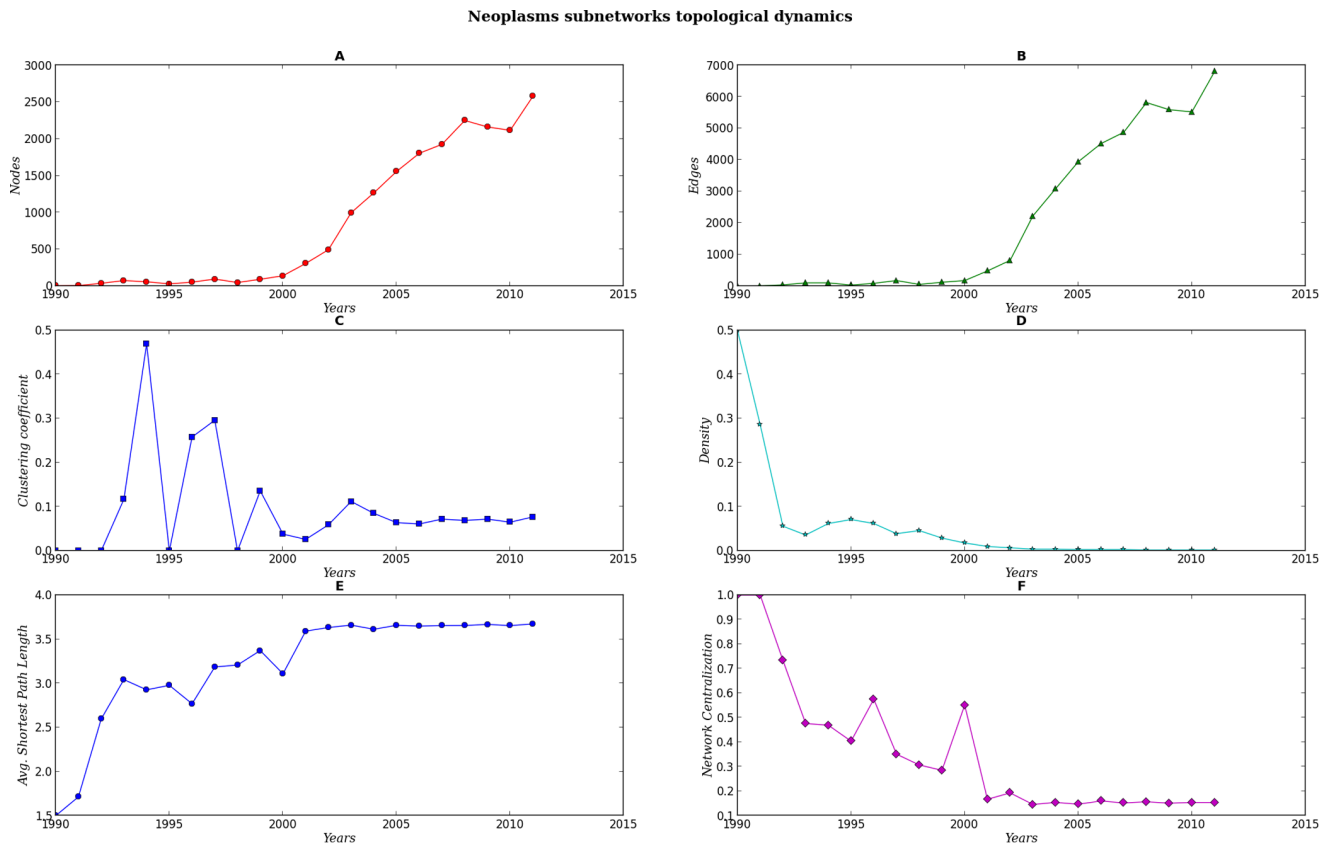 Neoplasms subnetworks topological dynamics
A
3000
2500
2000
1500
1000
500
0
Nodes
1990 1995 2000 2005 2010 2015
Years
B
7000
6000
5000
4000
3000
2000
1000
0
Edges
1990 1995 2000 2005 2010 2015
Years
C
0.5
0.4
0.3
0.2
0.1
0.0
Clustering coefficient
1990 1995 2000 2005 2010 2015
Years
D
0.5
0.4
0.3
0.2
0.1
0.0
Density
1990 1995 2000 2005 2010 2015
Years
E
4.0
3.5
3.0
2.5
2.0
1.5
Avg. Shortest Path Length
1990 1995 2000 2005 2010 2015
Years
F
1.0
0.9
0.8
0.7
0.6
0.5
0.4
0.3
0.2
0.1
Network Centralization
1990 1995 2000 2005 2010 2015
Years